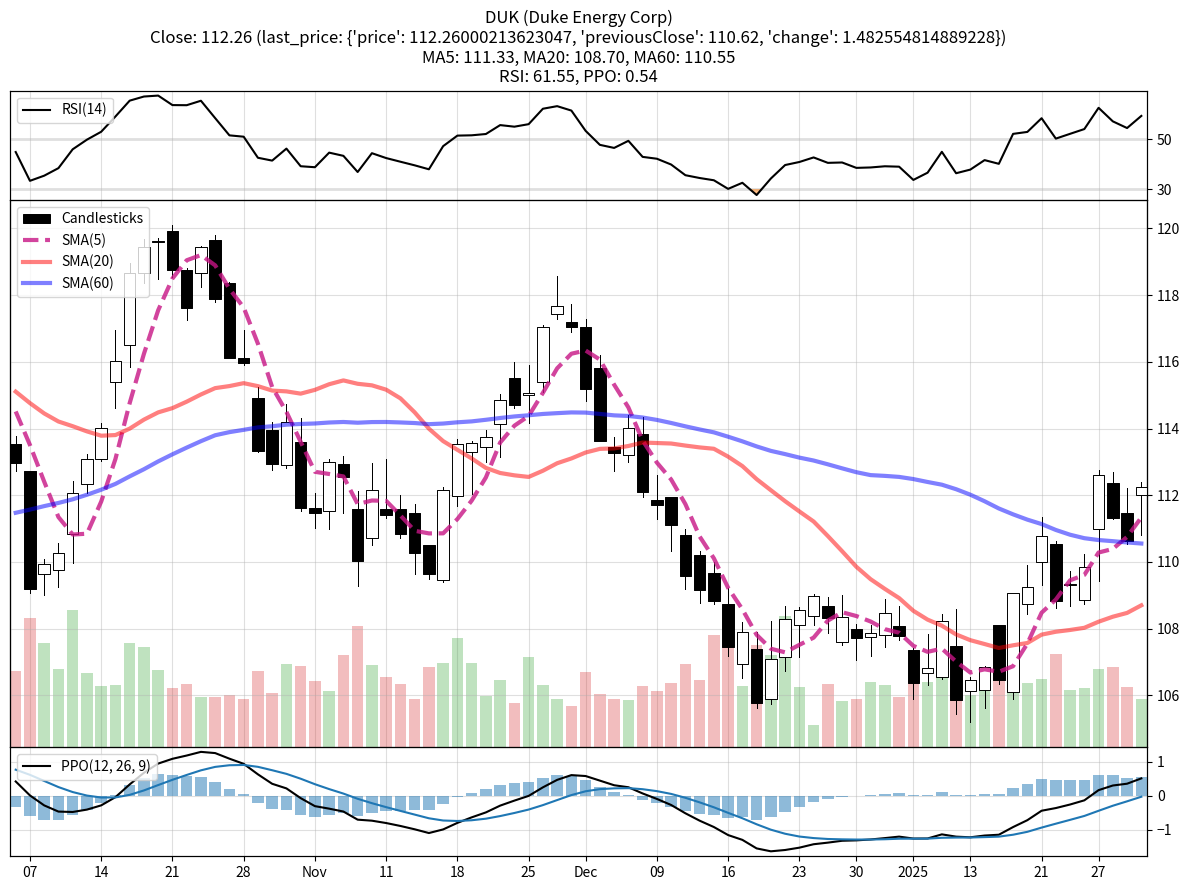 DUK (Duke Energy Corp)
Close: 112.26 (last_price: {'price': 112.26000213623047, 'previousClose': 110.62, 'change': 1.482554814889228})
MA5: 111.33, MA20: 108.70, MA60: 110.55
RSI: 61.55, PPO: 0.54
RSI(14)
50
30
Candlesticks
SMA(5)
SMA(20)
SMA(60)
120
118
116
114
112
110
108
106
PPO(12, 26, 9)
1
0
−1
07 14 21 28 Nov 11 18 25 Dec 09 16 23 30 2025 13 21 27